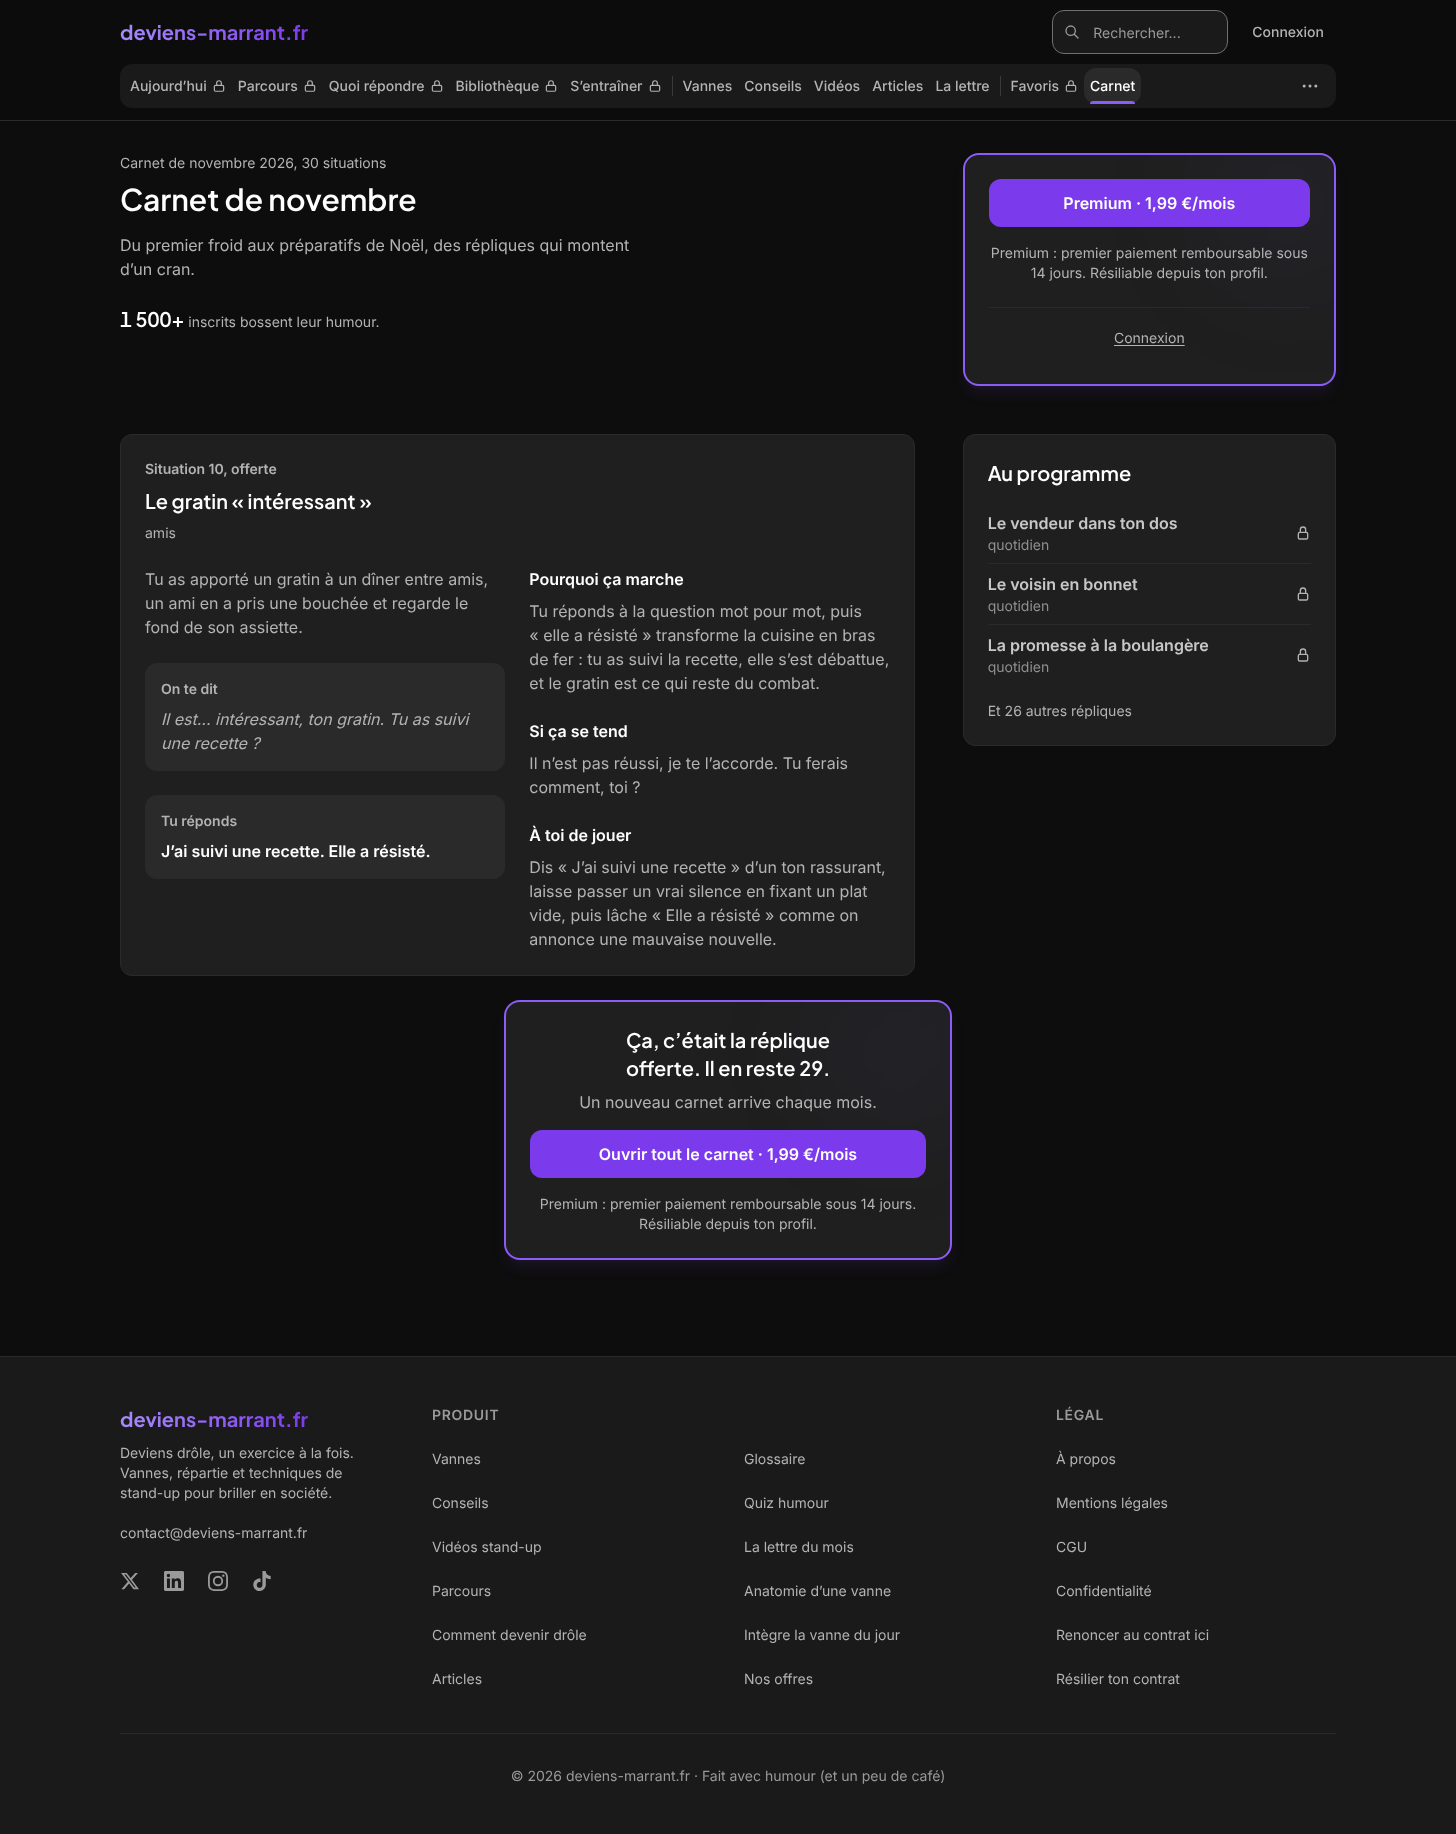 deviens-marrant.fr
Rechercher...
Connexion
Aujourd’hui
Parcours
Quoi répondre
Bibliothèque
S’entraîner
Vannes
Conseils
Vidéos
Articles
La lettre
Favoris
Carnet
Carnet de novembre 2026, 30 situations
Carnet de novembre
Du premier froid aux préparatifs de Noël, des répliques qui montent
d’un cran.
1 500+ inscrits bossent leur humour.
Premium · 1,99 €/mois
Premium : premier paiement remboursable sous
14 jours. Résiliable depuis ton profil.
Connexion
Situation 10, offerte
Le gratin « intéressant »
amis
Tu as apporté un gratin à un dîner entre amis,
un ami en a pris une bouchée et regarde le
fond de son assiette.
On te dit
Il est... intéressant, ton gratin. Tu as suivi
une recette ?
Tu réponds
J’ai suivi une recette. Elle a résisté.
Pourquoi ça marche
Tu réponds à la question mot pour mot, puis
« elle a résisté » transforme la cuisine en bras
de fer : tu as suivi la recette, elle s’est débattue,
et le gratin est ce qui reste du combat.
Si ça se tend
Il n’est pas réussi, je te l’accorde. Tu ferais
comment, toi ?
À toi de jouer
Dis « J’ai suivi une recette » d’un ton rassurant,
laisse passer un vrai silence en fixant un plat
vide, puis lâche « Elle a résisté » comme on
annonce une mauvaise nouvelle.
Au programme
Le vendeur dans ton dos
quotidien
Le voisin en bonnet
quotidien
La promesse à la boulangère
quotidien
Et 26 autres répliques
Ça, c’était la réplique
offerte. Il en reste 29.
Un nouveau carnet arrive chaque mois.
Ouvrir tout le carnet · 1,99 €/mois
Premium : premier paiement remboursable sous 14 jours.
Résiliable depuis ton profil.
deviens-marrant.fr
Deviens drôle, un exercice à la fois.
Vannes, répartie et techniques de
stand-up pour briller en société.
contact@deviens-marrant.fr
PRODUIT
Vannes
Conseils
Vidéos stand-up
Parcours
Comment devenir drôle
Articles
Glossaire
Quiz humour
La lettre du mois
Anatomie d’une vanne
Intègre la vanne du jour
Nos offres
LÉGAL
À propos
Mentions légales
CGU
Confidentialité
Renoncer au contrat ici
Résilier ton contrat
© 2026 deviens-marrant.fr · Fait avec humour (et un peu de café)